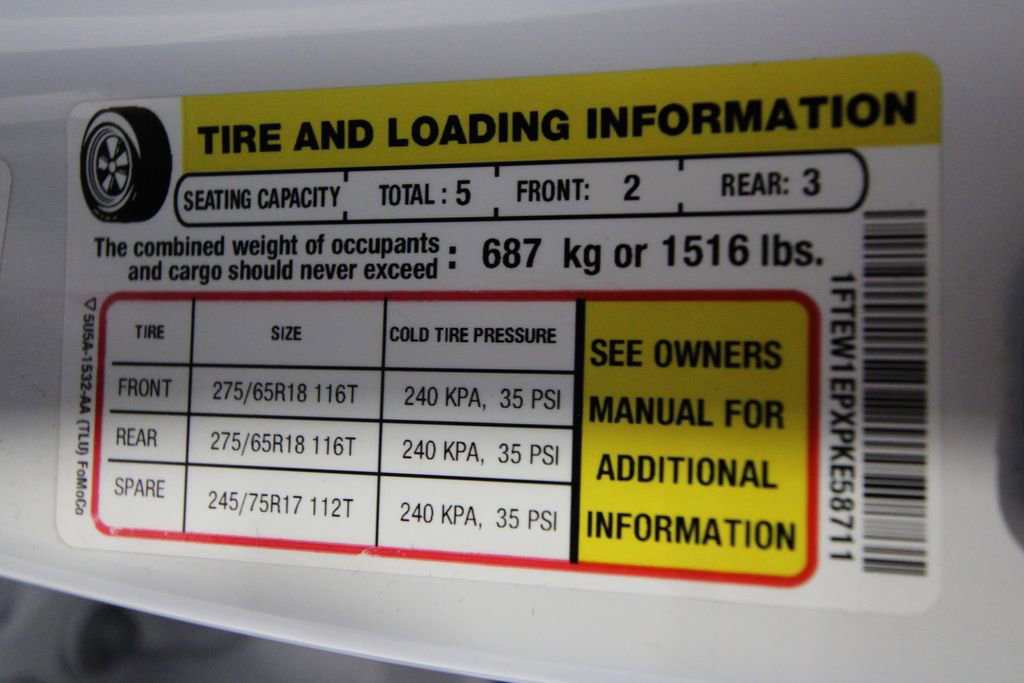 TIRE AND LOADING INFORMATION
SEATING CAPACITY TOTAL : 5 FRONT: 2 REAR: 3
The combined weight of occupants
and cargo should never exceed : 687 kg or 1516 lbs.
TIRE SIZE COLD TIRE PRESSURE
FRONT 275/65R18 116T 240 KPA, 35 PSI
REAR 275/65R18 116T 240 KPA, 35 PSI
SPARE 245/75R17 112T 240 KPA, 35 PSI
SEE OWNERS
MANUAL FOR
ADDITIONAL
INFORMATION
5U5A-1532-AA (TLU) FoMoCo
1FTEW1EPXPKE58711